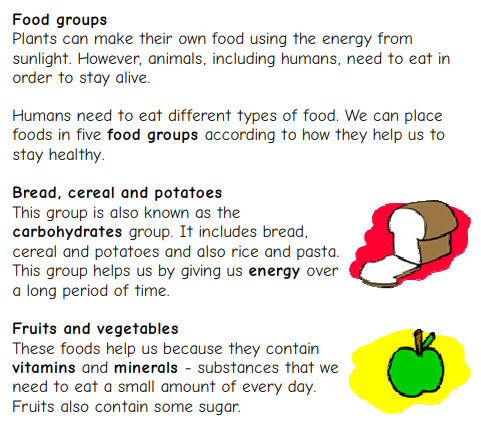 Food groups
Plants can make their own food using the energy from
sunlight. However, animals, including humans, need to eat in
order to stay alive.
Humans need to eat different types of food. We can place
foods in five food groups according to how they help us to
stay healthy.
Bread, cereal and potatoes
This group is also known as the
carbohydrates group. It includes bread,
cereal and potatoes and also rice and pasta.
This group helps us by giving us energy over
a long period of time.
Fruits and vegetables
These foods help us because they contain
vitamins and minerals - substances that we
need to eat a small amount of every day.
Fruits also contain some sugar.